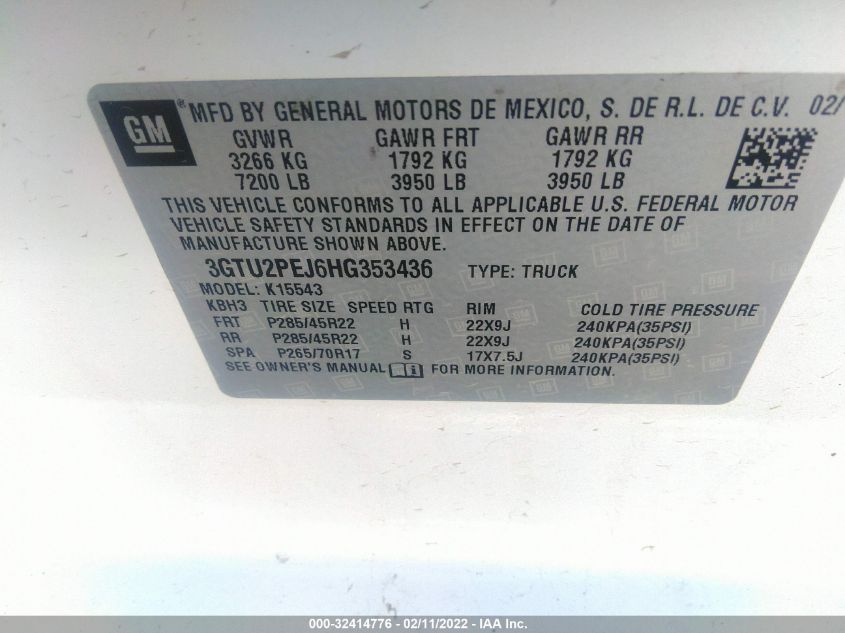 GM ® MFD BY GENERAL MOTORS DE MEXICO, S. DE R.L. DE C.V. 02/
GVWR GAWR FRT GAWR RR
3266 KG 1792 KG 1792 KG
7200 LB 3950 LB 3950 LB
THIS VEHICLE CONFORMS TO ALL APPLICABLE U.S. FEDERAL MOTOR
VEHICLE SAFETY STANDARDS IN EFFECT ON THE DATE OF
MANUFACTURE SHOWN ABOVE.
3GTU2PEJ6HG353436 TYPE: TRUCK
MODEL: K15543
KBH3 TIRE SIZE SPEED RTG RIM COLD TIRE PRESSURE
FRT P285/45R22 H 22X9J 240KPA(35PSI)
RR P285/45R22 H 22X9J 240KPA(35PSI)
SPA P265/70R17 S 17X7.5J 240KPA(35PSI)
SEE OWNER'S MANUAL FOR MORE INFORMATION.
000-32414776 - 02/11/2022 - IAA Inc.